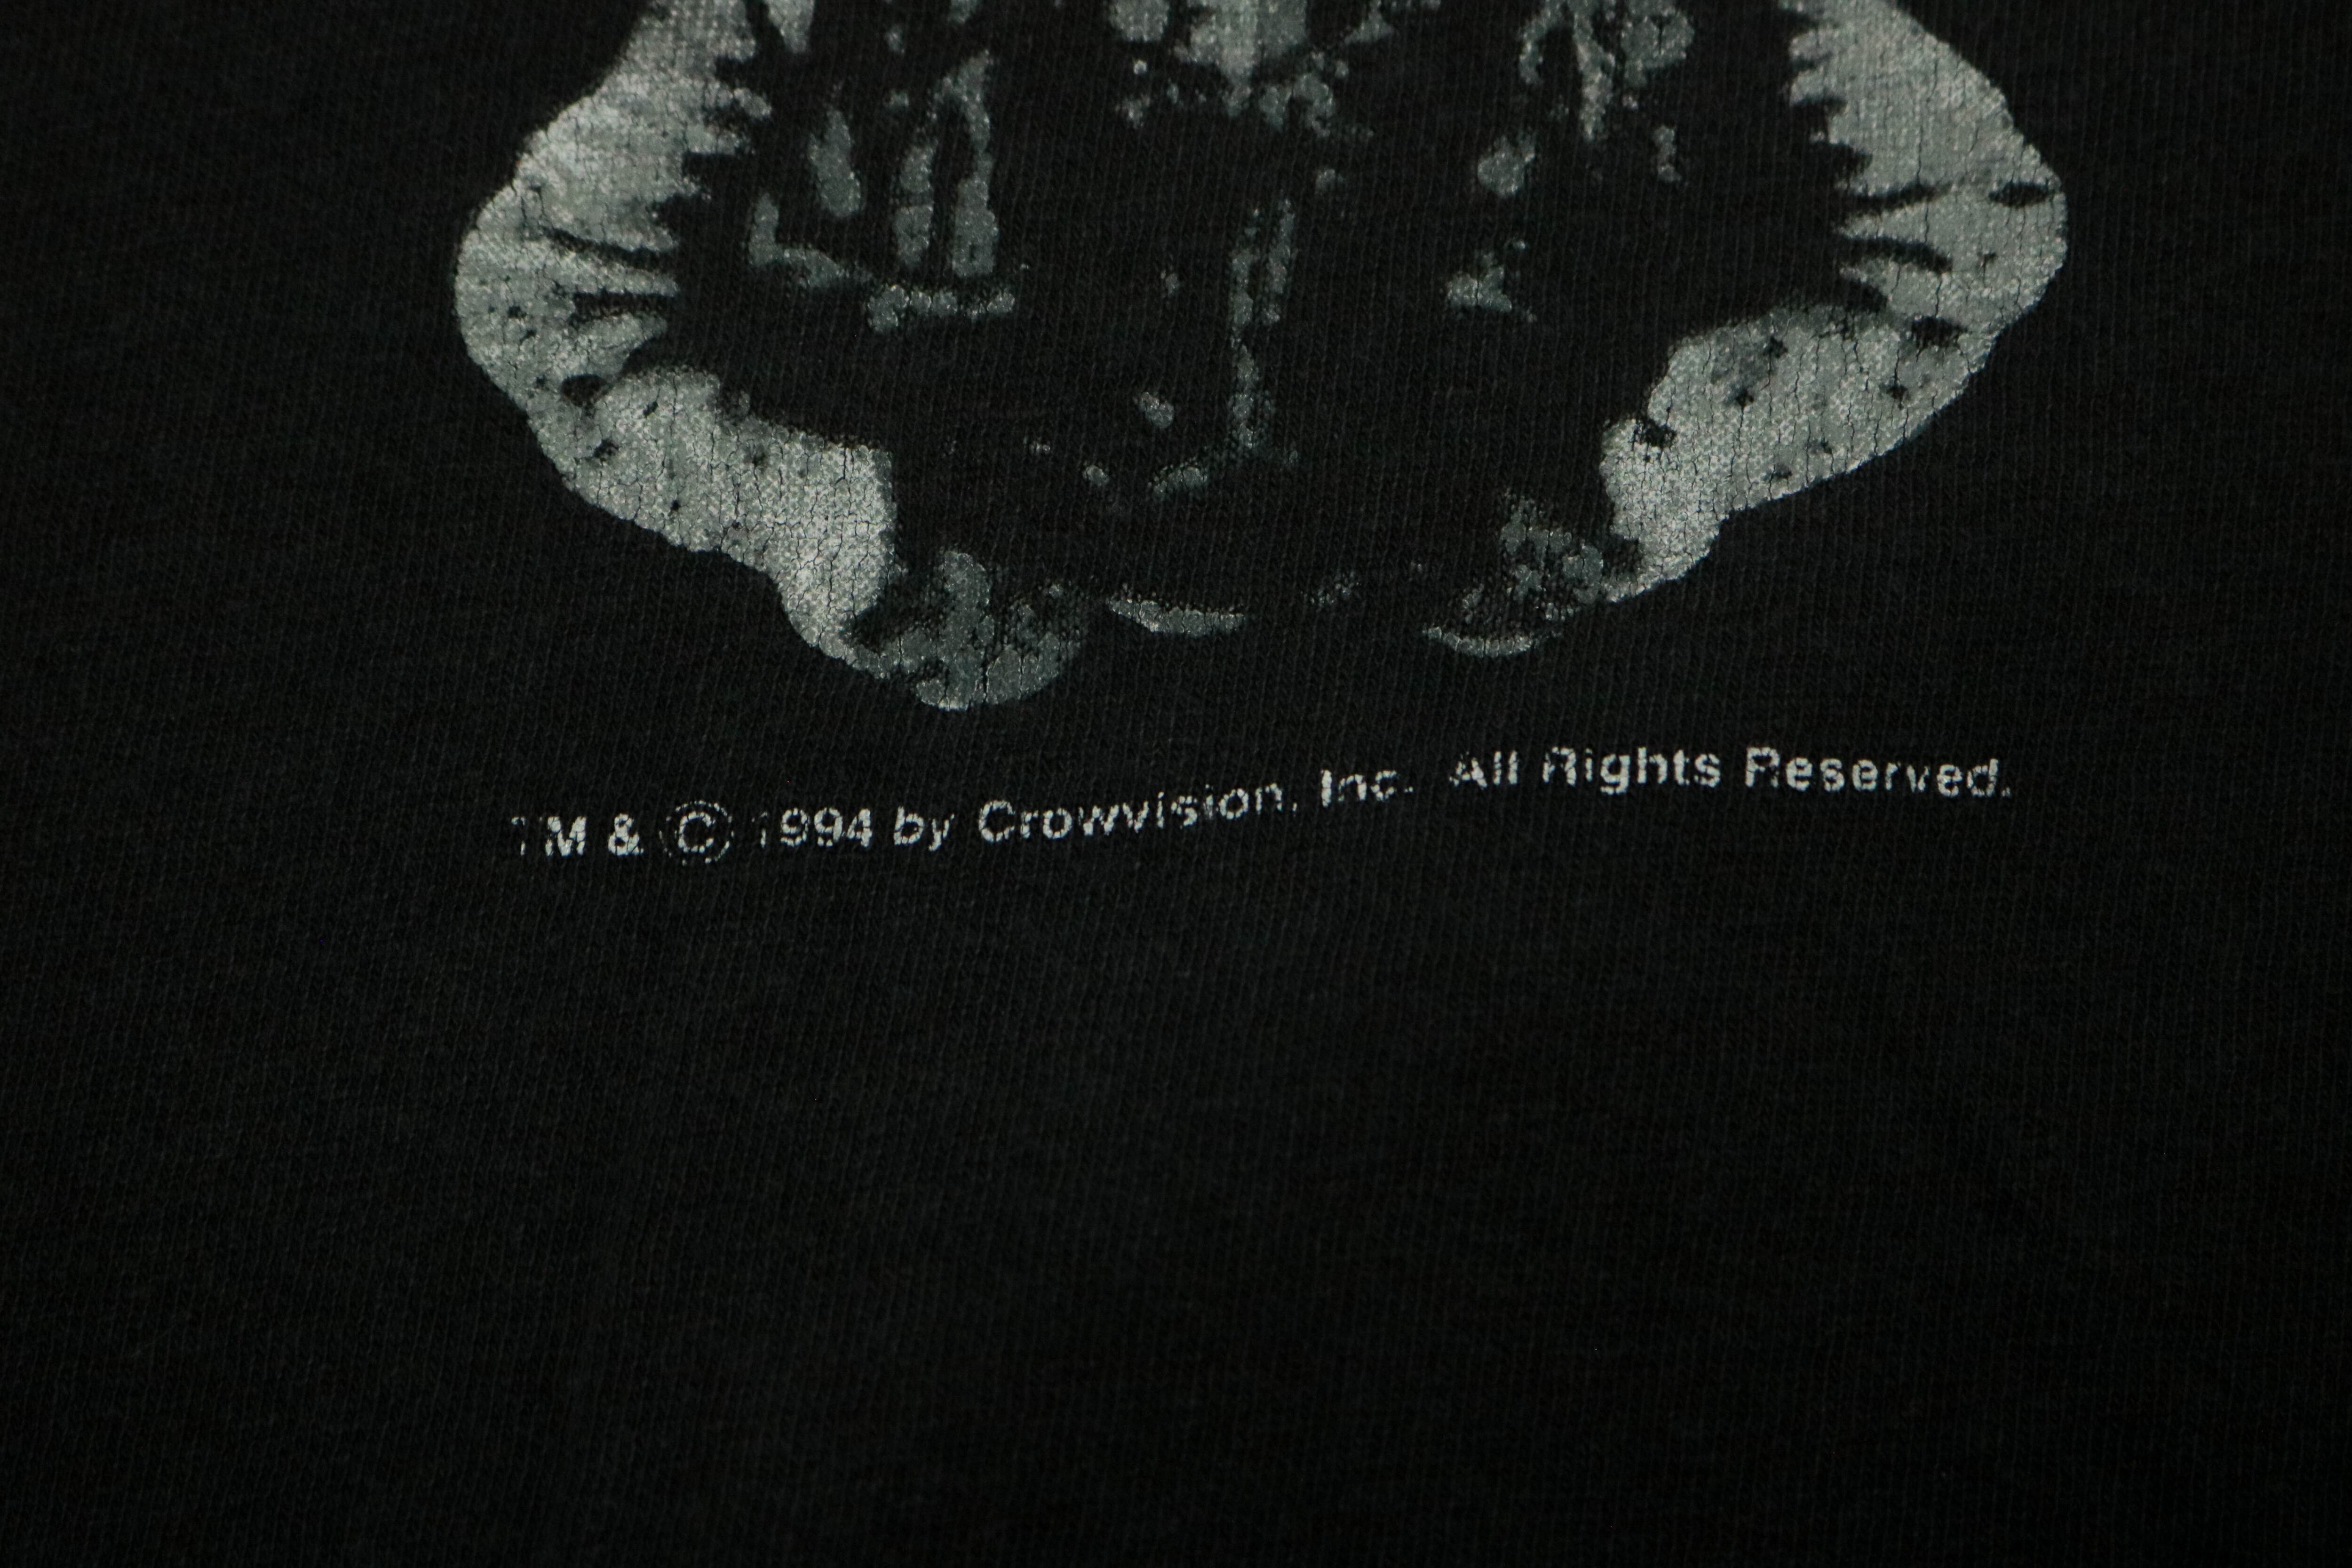 TM & © 1994 by Crowvision, Inc. All Rights Reserved.